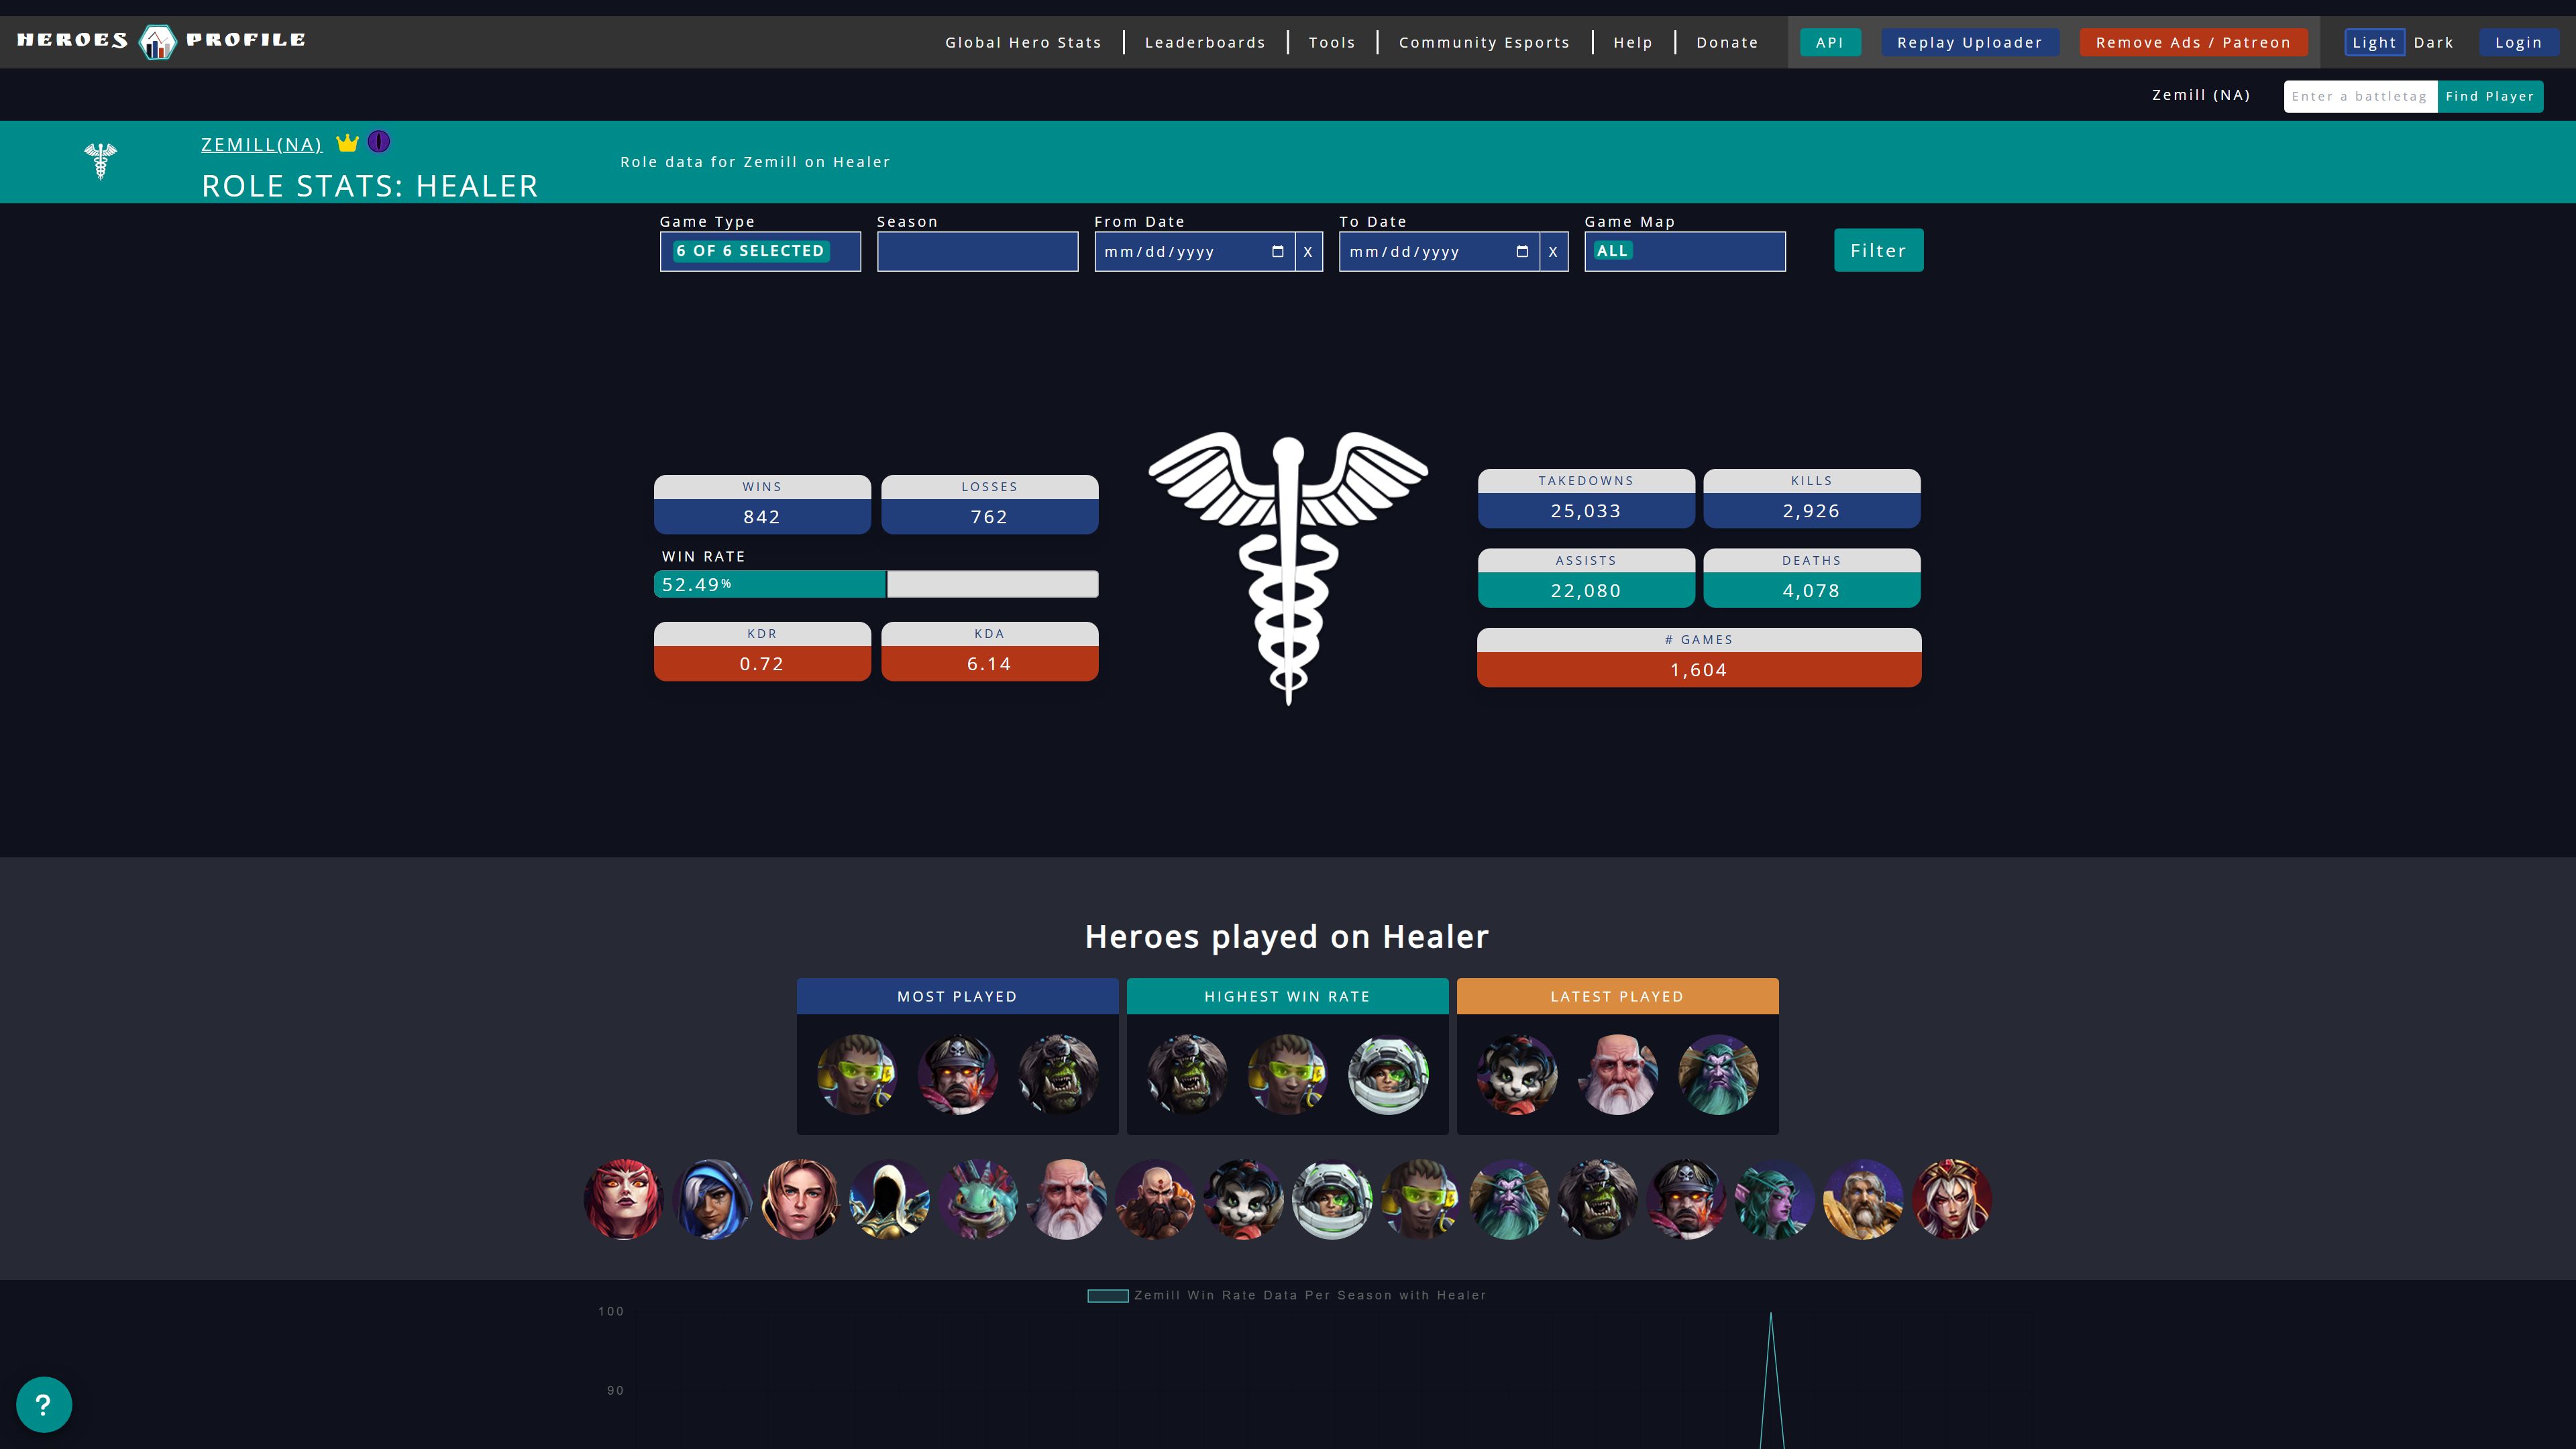 HEROES PROFILE
Global Hero Stats
Leaderboards
Tools
Community Esports
Help
Donate
API
Replay Uploader
Remove Ads / Patreon
Light Dark
Login
Zemill (NA)
Enter a battletag
Find Player
ZEMILL(NA)
ROLE STATS: HEALER
Role data for Zemill on Healer
Game Type
6 OF 6 SELECTED
Season
From Date
mm/dd/yyyy
X
To Date
mm/dd/yyyy
X
Game Map
ALL
Filter
WINS
842
LOSSES
762
WIN RATE
52.49%
KDR
0.72
KDA
6.14
TAKEDOWNS
25,033
KILLS
2,926
ASSISTS
22,080
DEATHS
4,078
# GAMES
1,604
Heroes played on Healer
MOST PLAYED
HIGHEST WIN RATE
LATEST PLAYED
Zemill Win Rate Data Per Season with Healer
100
90
?